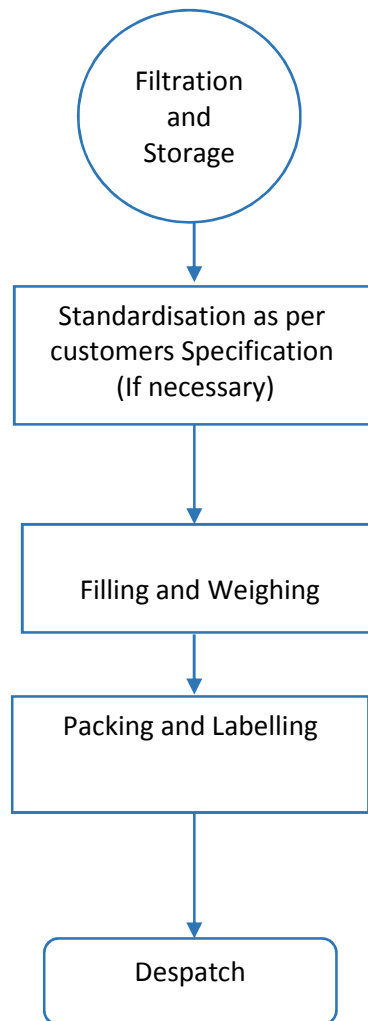 Filtration
and
Storage
Standardisation as per
customers Specification
(If necessary)
Filling and Weighing
Packing and Labelling
Despatch